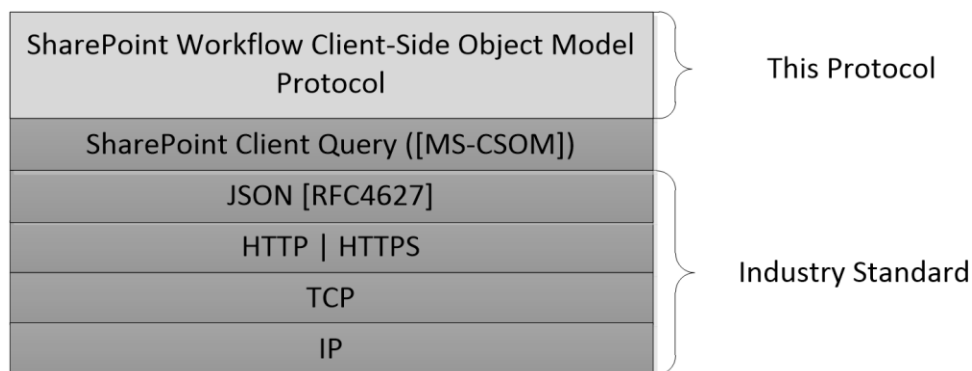 SharePoint Workflow Client-Side Object Model
Protocol
This Protocol
SharePoint Client Query ([MS-CSOM])
JSON [RFC4627]
HTTP | HTTPS
Industry Standard
TCP
IP